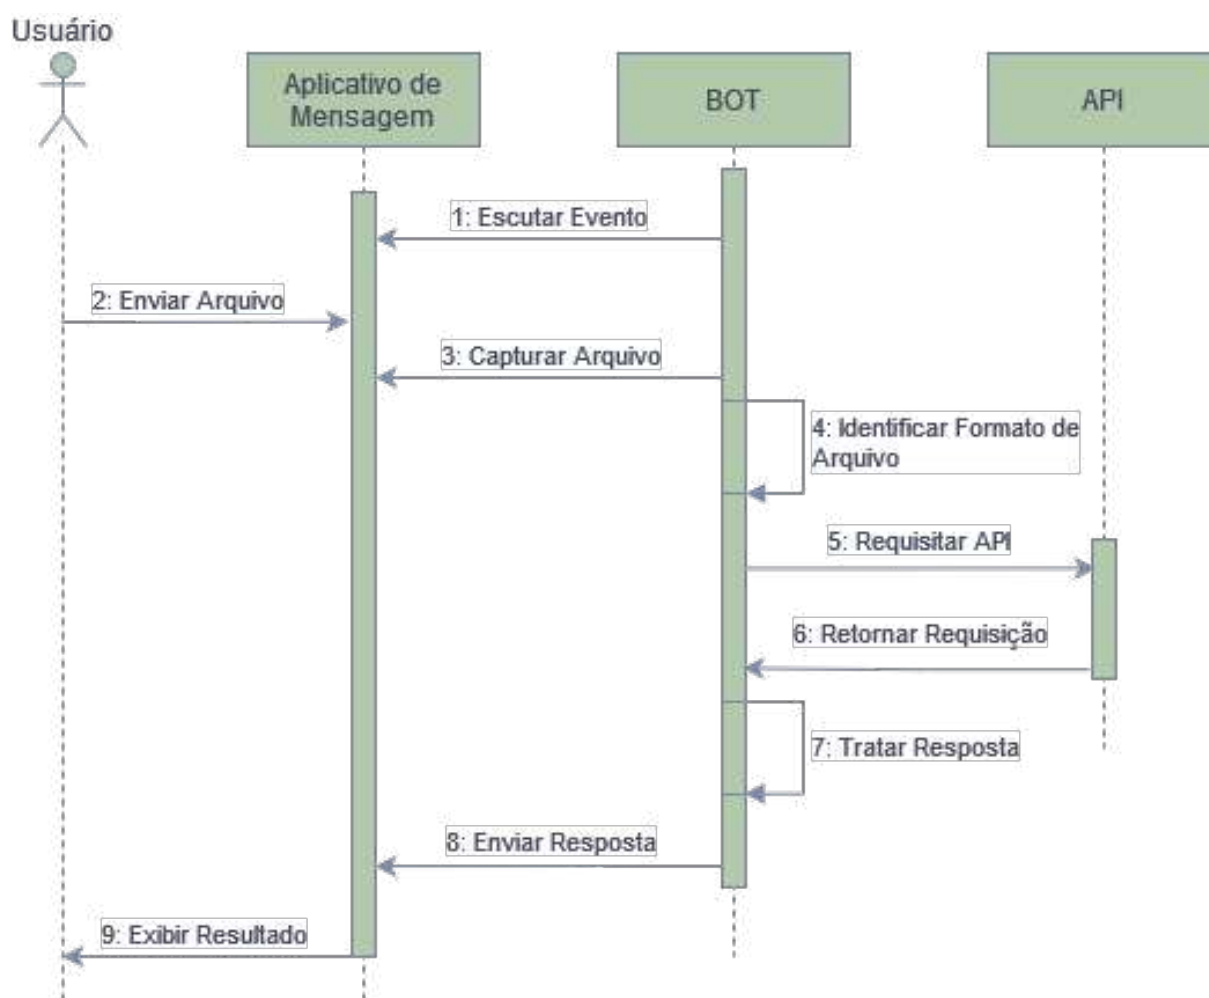 Usuário
Aplicativo de
Mensagem
BOT
API
1: Escutar Evento
2: Enviar Arquivo
3: Capturar Arquivo
4: Identificar Formato de
Arquivo
5: Requisitar API
6: Retornar Requisição
7: Tratar Resposta
8: Enviar Resposta
9: Exibir Resultado